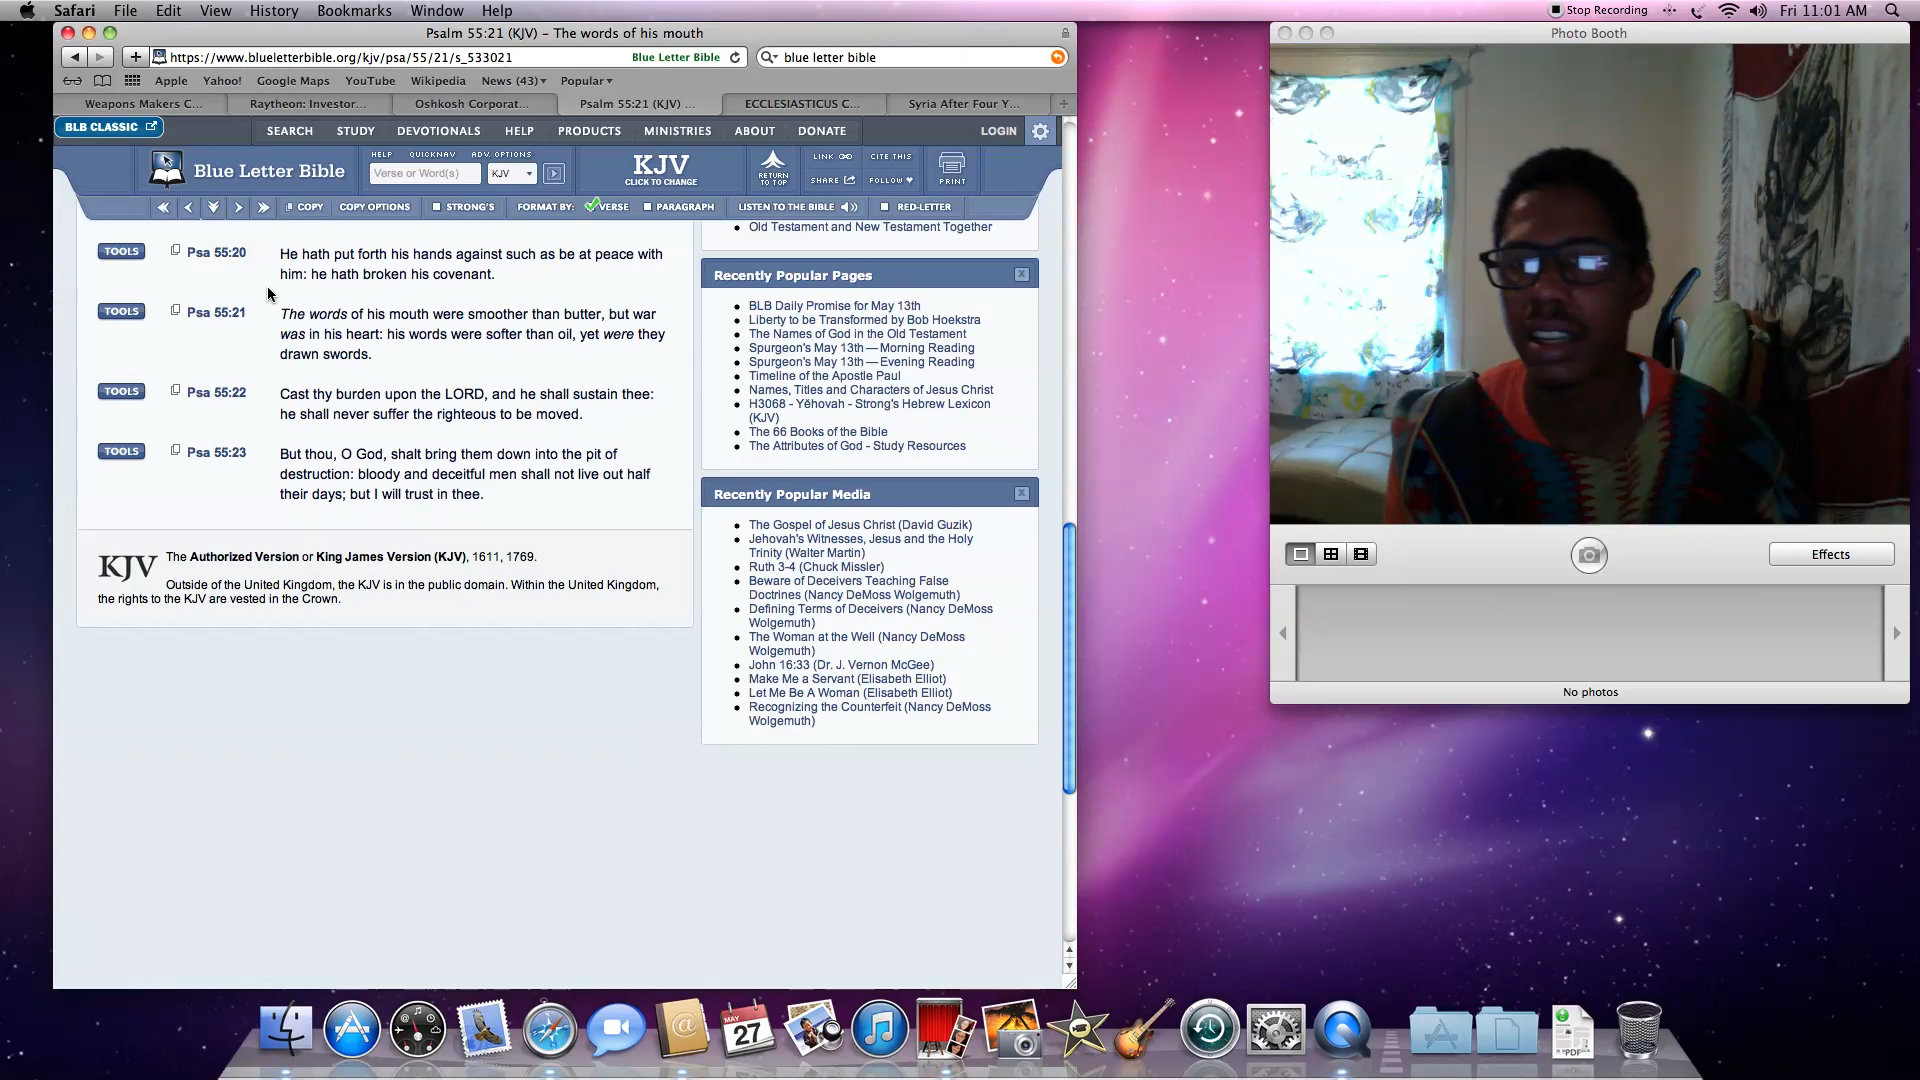 Safari File Edit View History Bookmarks Window Help
Stop Recording Fri 11:01 AM
Psalm 55:21 (KJV) – The words of his mouth
https://www.blueletterbible.org/kjv/psa/55/21/s_533021 Blue Letter Bible
blue letter bible
Apple Yahoo! Google Maps YouTube Wikipedia News (43) Popular
Weapons Makers C... Raytheon: Investor... Oshkosh Corporat... Psalm 55:21 (KJV) ... ECCLESIASTICUS C... Syria After Four Y...
BLB CLASSIC
SEARCH STUDY DEVOTIONALS HELP PRODUCTS MINISTRIES ABOUT DONATE LOGIN
Blue Letter Bible
HELP QUICKNAV ADV. OPTIONS
Verse or Word(s) KJV
KJV
CLICK TO CHANGE
RETURN
TO TOP
LINK CITE THIS
SHARE FOLLOW
PRINT
COPY COPY OPTIONS STRONG'S FORMAT BY: VERSE PARAGRAPH LISTEN TO THE BIBLE RED-LETTER
TOOLS Psa 55:20 He hath put forth his hands against such as be at peace with
him: he hath broken his covenant.
TOOLS Psa 55:21 The words of his mouth were smoother than butter, but war
was in his heart: his words were softer than oil, yet were they
drawn swords.
TOOLS Psa 55:22 Cast thy burden upon the LORD, and he shall sustain thee:
he shall never suffer the righteous to be moved.
TOOLS Psa 55:23 But thou, O God, shalt bring them down into the pit of
destruction: bloody and deceitful men shall not live out half
their days; but I will trust in thee.
KJV The Authorized Version or King James Version (KJV), 1611, 1769.
Outside of the United Kingdom, the KJV is in the public domain. Within the United Kingdom,
the rights to the KJV are vested in the Crown.
Old Testament and New Testament Together
Recently Popular Pages
BLB Daily Promise for May 13th
Liberty to be Transformed by Bob Hoekstra
The Names of God in the Old Testament
Spurgeon's May 13th — Morning Reading
Spurgeon's May 13th — Evening Reading
Timeline of the Apostle Paul
Names, Titles and Characters of Jesus Christ
H3068 - Yĕhovah - Strong's Hebrew Lexicon
(KJV)
The 66 Books of the Bible
The Attributes of God - Study Resources
Recently Popular Media
The Gospel of Jesus Christ (David Guzik)
Jehovah's Witnesses, Jesus and the Holy
Trinity (Walter Martin)
Ruth 3-4 (Chuck Missler)
Beware of Deceivers Teaching False
Doctrines (Nancy DeMoss Wolgemuth)
Defining Terms of Deceivers (Nancy DeMoss
Wolgemuth)
The Woman at the Well (Nancy DeMoss
Wolgemuth)
John 16:33 (Dr. J. Vernon McGee)
Make Me a Servant (Elisabeth Elliot)
Let Me Be A Woman (Elisabeth Elliot)
Recognizing the Counterfeit (Nancy DeMoss
Wolgemuth)
Photo Booth
Effects
No photos
MAY
27
PDF